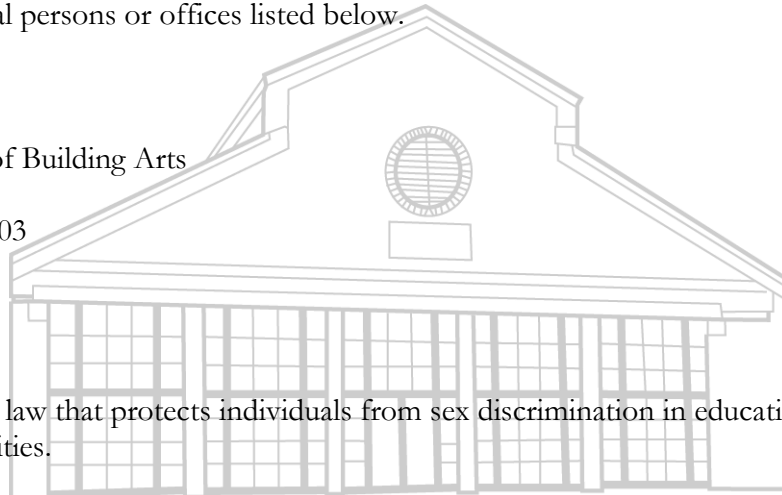 al persons or offices listed below.
of Building Arts
03
law that protects individuals from sex discrimination in educati
ities.